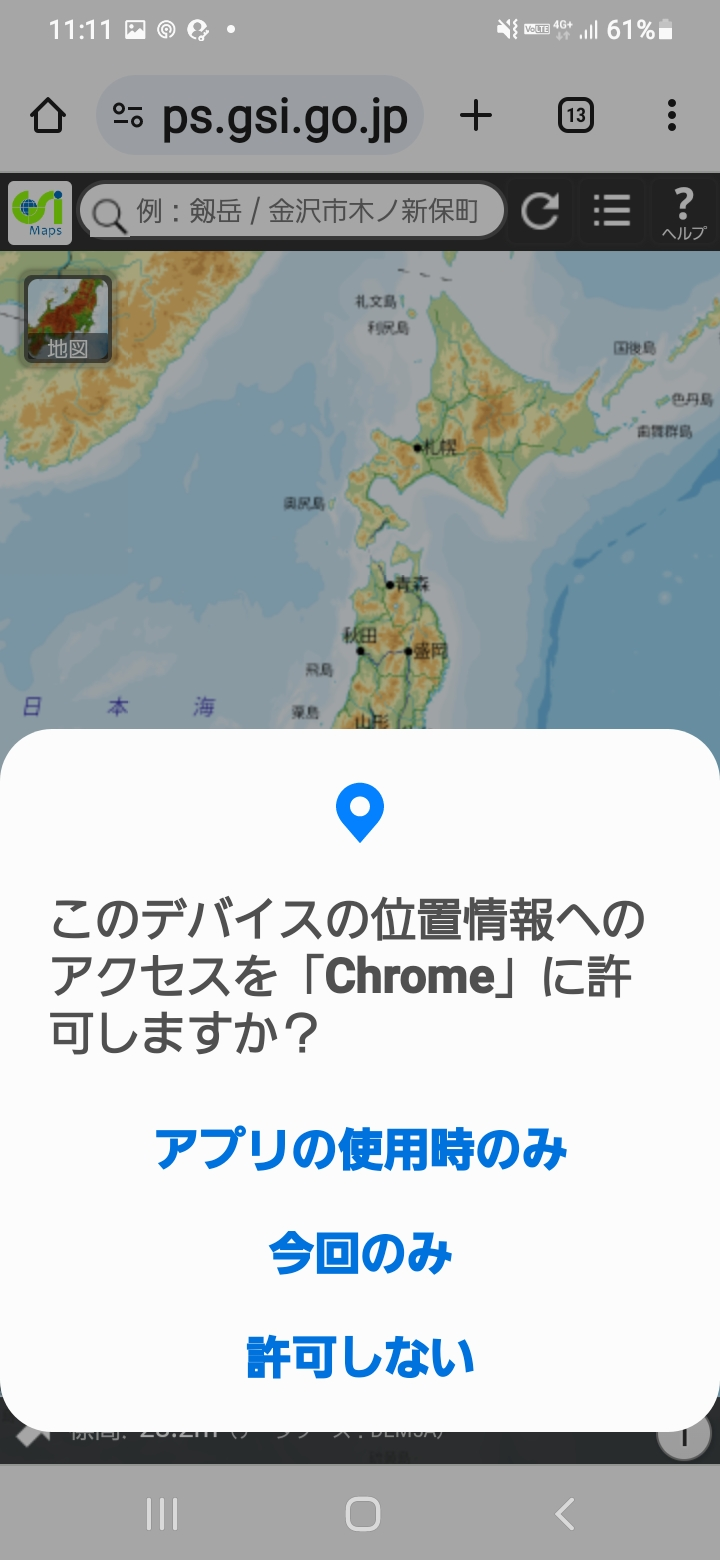 11:11
VoLTE 4G+ 61%
ps.gsi.go.jp
13
GSI Maps
例：剱岳 / 金沢市木ノ新保町
?
ヘルプ
地図
礼文島
利尻島
国後島
色丹島
歯舞群島
札幌
奥尻島
青森
秋田
盛岡
飛島
日本海
粟島
山形
このデバイスの位置情報への
アクセスを「Chrome」に許
可しますか？
アプリの使用時のみ
今回のみ
許可しない